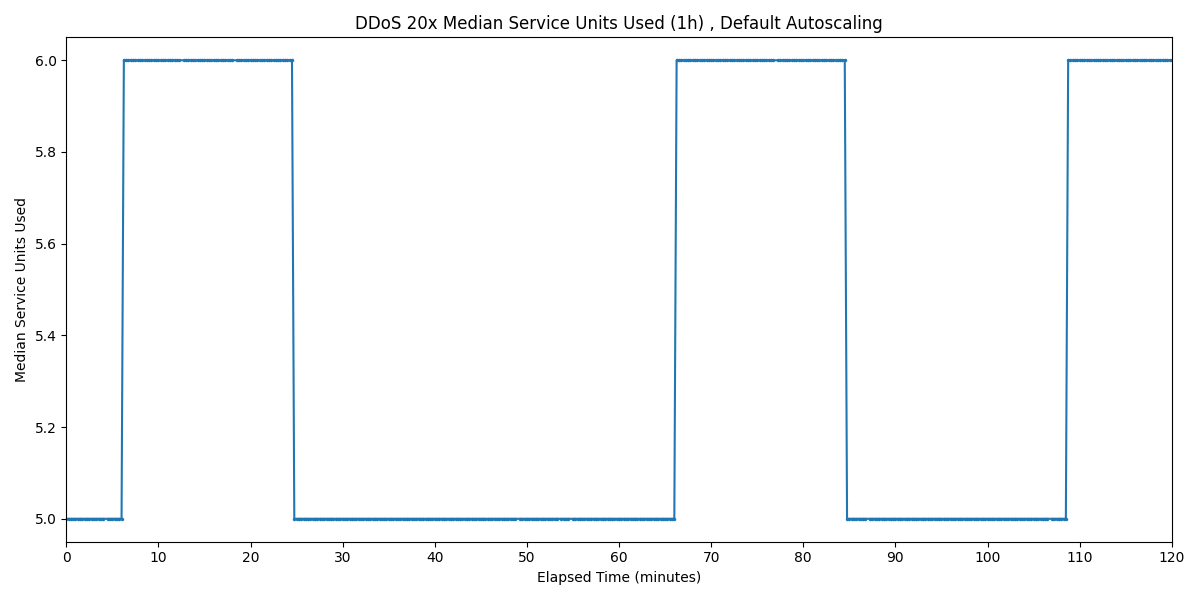 DDoS 20x Median Service Units Used (1h) , Default Autoscaling
Median Service Units Used
6.0
5.8
5.6
5.4
5.2
5.0
0 10 20 30 40 50 60 70 80 90 100 110 120
Elapsed Time (minutes)